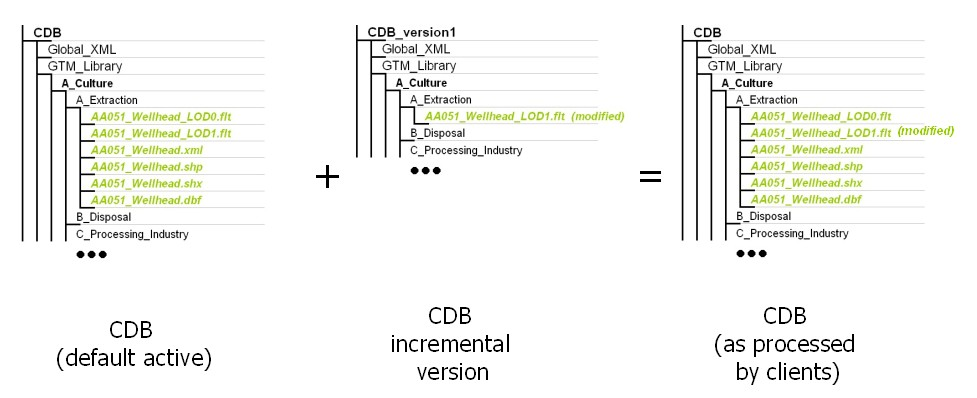 CDB
Global_XML
GTM_Library
A_Culture
A_Extraction
AA051_Wellhead_LOD0.flt
AA051_Wellhead_LOD1.flt
AA051_Wellhead.xml
AA051_Wellhead.shp
AA051_Wellhead.shx
AA051_Wellhead.dbf
B_Disposal
C_Processing_Industry
•••
CDB
(default active)
+
CDB_version1
Global_XML
GTM_Library
A_Culture
A_Extraction
AA051_Wellhead_LOD1.flt (modified)
B_Disposal
C_Processing_Industry
•••
CDB
incremental
version
=
CDB
Global_XML
GTM_Library
A_Culture
A_Extraction
AA051_Wellhead_LOD0.flt
AA051_Wellhead_LOD1.flt (modified)
AA051_Wellhead.xml
AA051_Wellhead.shp
AA051_Wellhead.shx
AA051_Wellhead.dbf
B_Disposal
C_Processing_Industry
•••
CDB
(as processed
by clients)